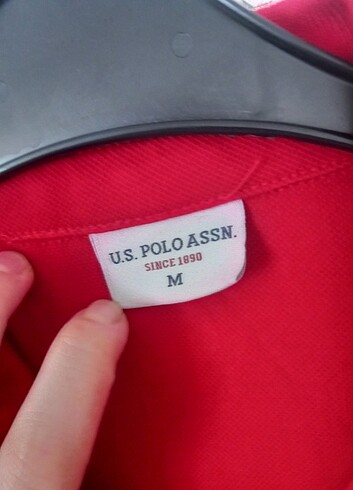 U.S. POLO ASSN.
SINCE 1890
M